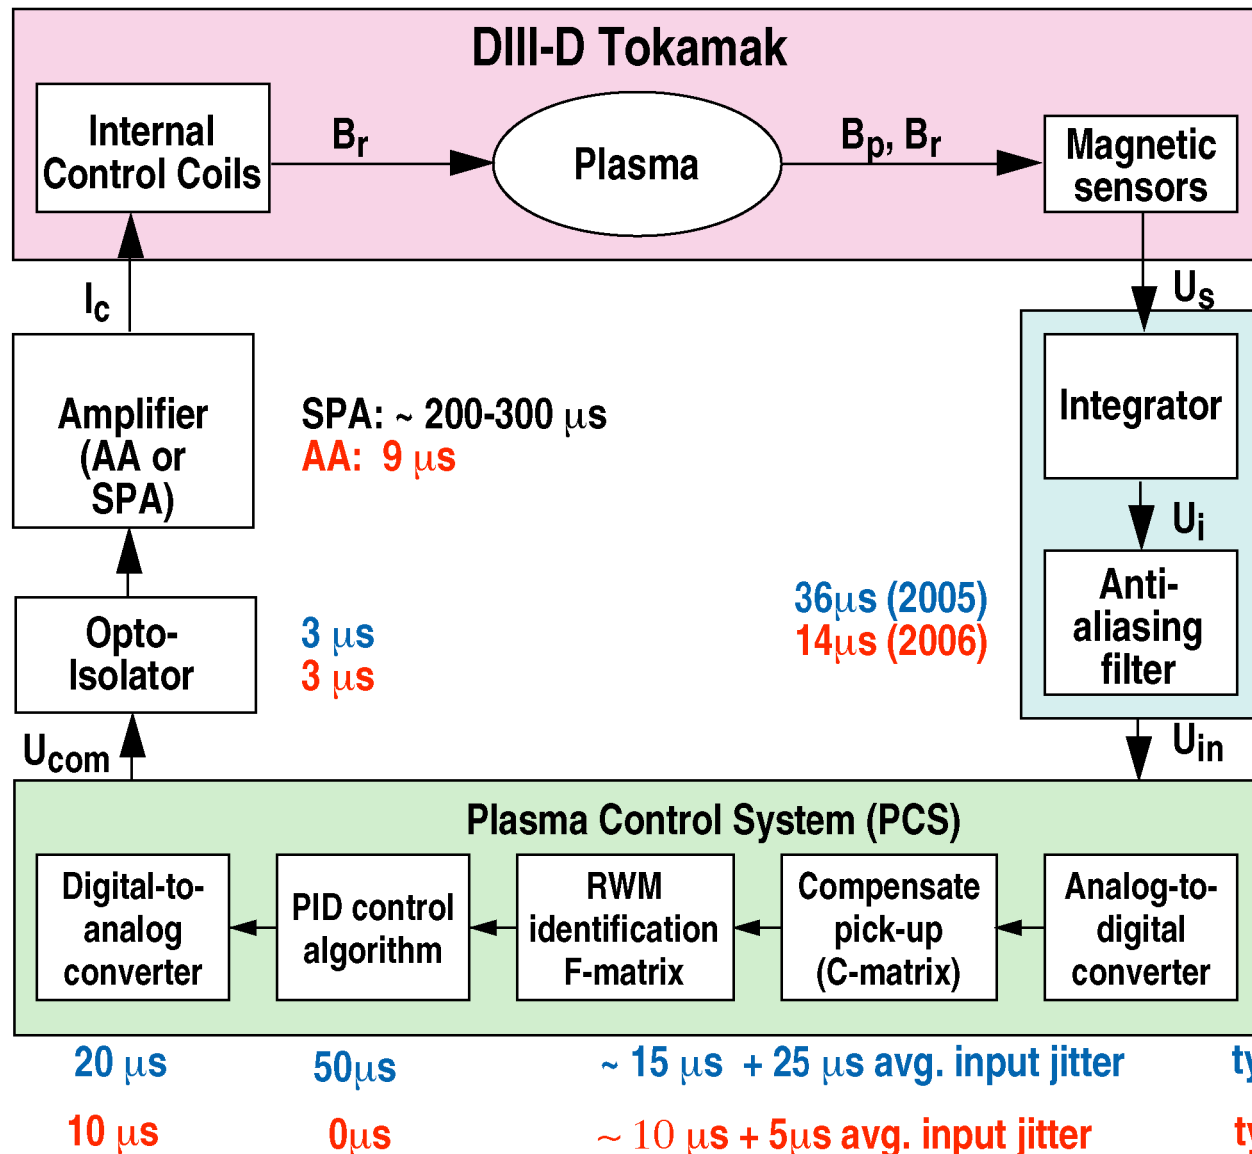 DIII-D Tokamak
Internal
Control Coils
Br
Plasma
Bp, Br
Magnetic
sensors
Ic
Us
Amplifier
(AA or
SPA)
SPA: ~ 200-300 μs
AA: 9 μs
Integrator
Ui
Opto-
Isolator
3 μs
3 μs
36μs (2005)
14μs (2006)
Anti-
aliasing
filter
Ucom
Uin
Plasma Control System (PCS)
Digital-to-
analog
converter
PID control
algorithm
RWM
identification
F-matrix
Compensate
pick-up
(C-matrix)
Analog-to-
digital
converter
20 μs
50μs
~ 15 μs + 25 μs avg. input jitter
10 μs
0μs
~ 10 μs + 5μs avg. input jitter